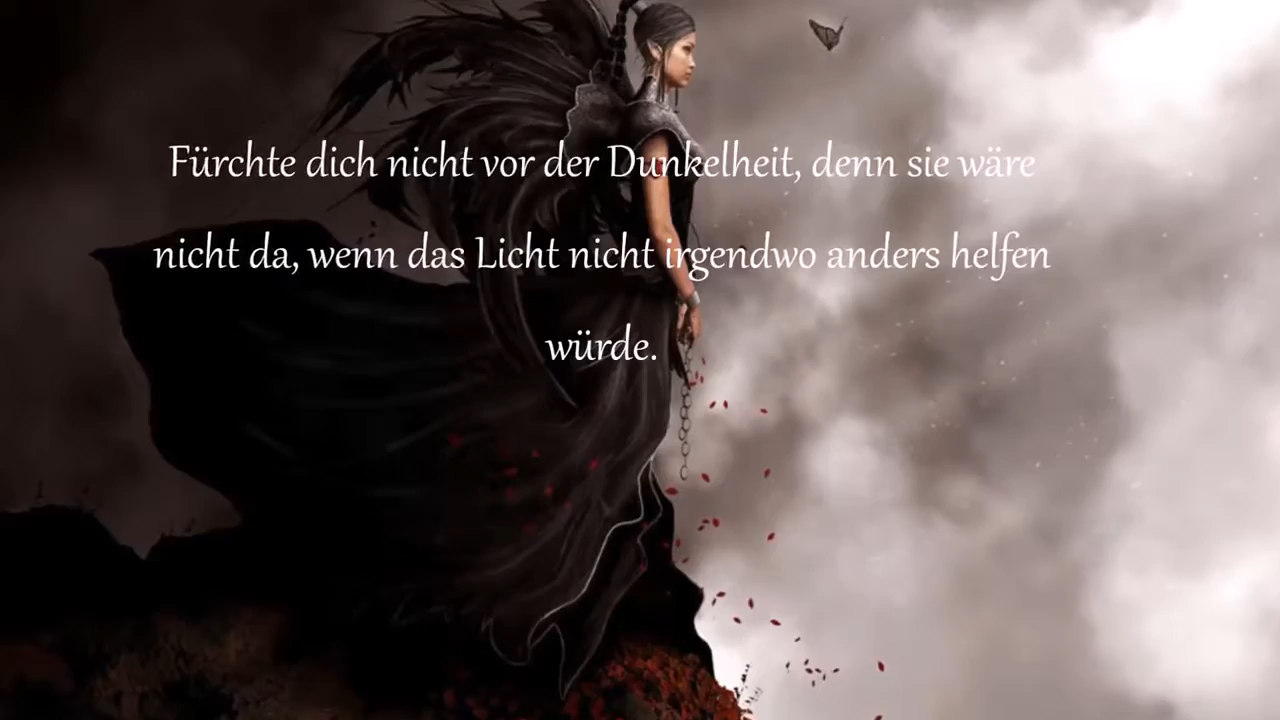 Fürchte dich nicht vor der Dunkelheit, denn sie wäre
nicht da, wenn das Licht nicht irgendwo anders helfen
würde.